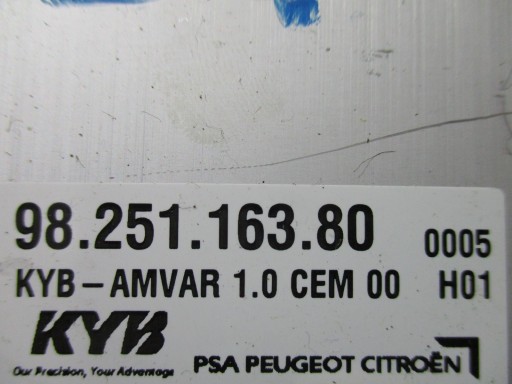 98.251.163.80 0005
KYB-AMVAR 1.0 CEM 00 H01
KYB
Our Precision, Your Advantage
PSA PEUGEOT CITROËN